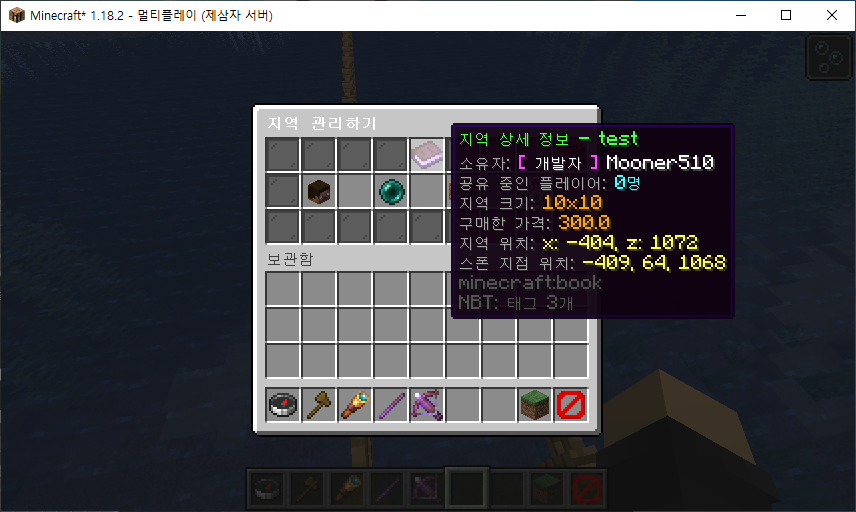 Minecraft* 1.18.2 - 멀티플레이 (제삼자 서버)
지역 관리하기
지역 상세 정보 - test
소유자: [ 개발자 ] Mooner510
공유 중인 플레이어: 0명
지역 크기: 10x10
구매한 가격: 300.0
지역 위치: x: -404, z: 1072
스폰 지점 위치: -409, 64, 1068
minecraft:book
NBT: 태그 3개
보관함